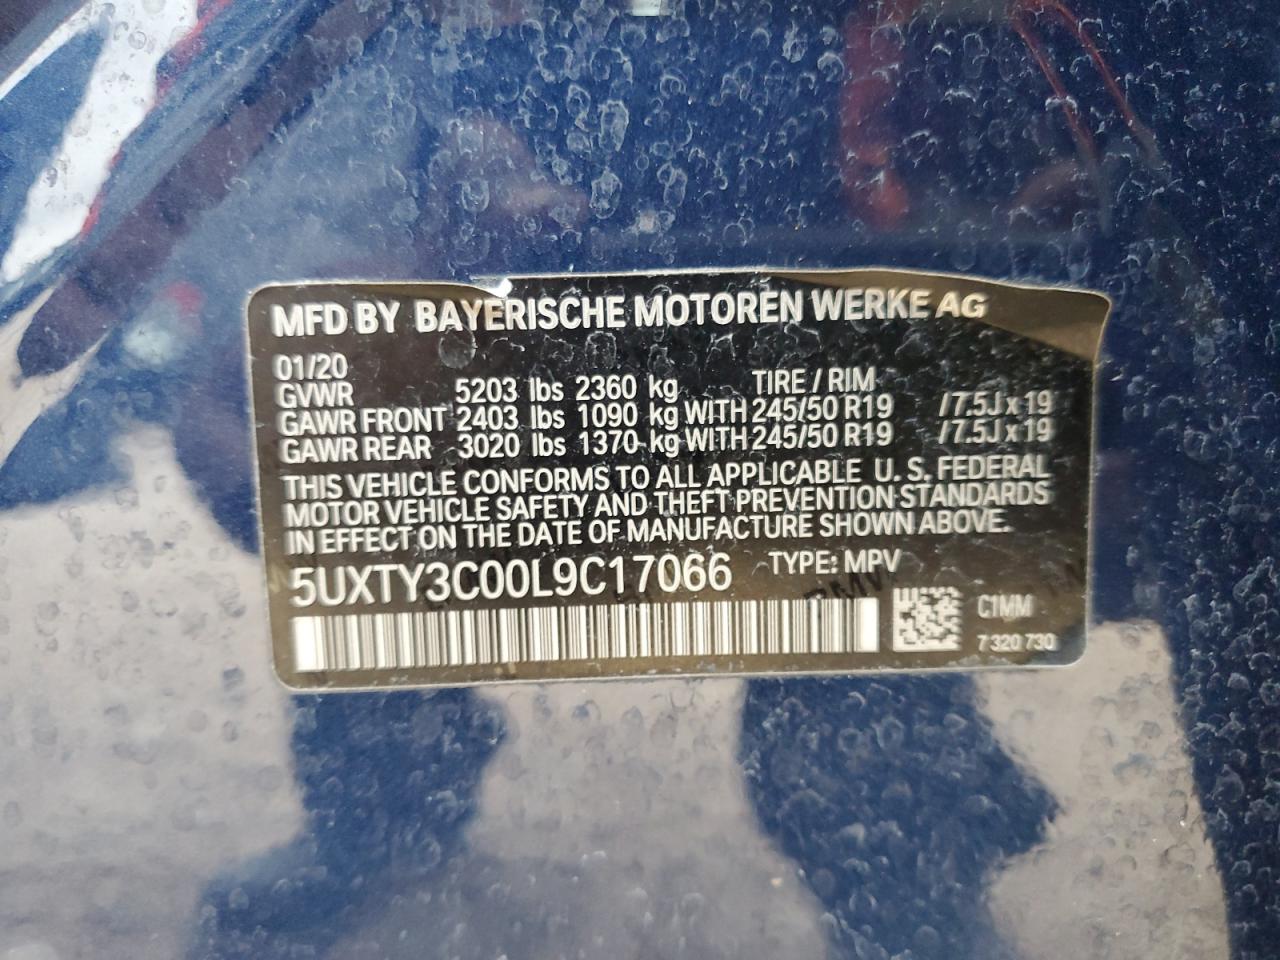 MFD BY BAYERISCHE MOTOREN WERKE AG
01/20
GVWR 5203 lbs 2360 kg TIRE / RIM
GAWR FRONT 2403 lbs 1090 kg WITH 245/50 R19 / 7.5J x 19
GAWR REAR 3020 lbs 1370 kg WITH 245/50 R19 / 7.5J x 19
THIS VEHICLE CONFORMS TO ALL APPLICABLE U. S. FEDERAL
MOTOR VEHICLE SAFETY AND THEFT PREVENTION STANDARDS
IN EFFECT ON THE DATE OF MANUFACTURE SHOWN ABOVE.
5UXTY3C00L9C17066 TYPE: MPV
C1MM
7 320 730